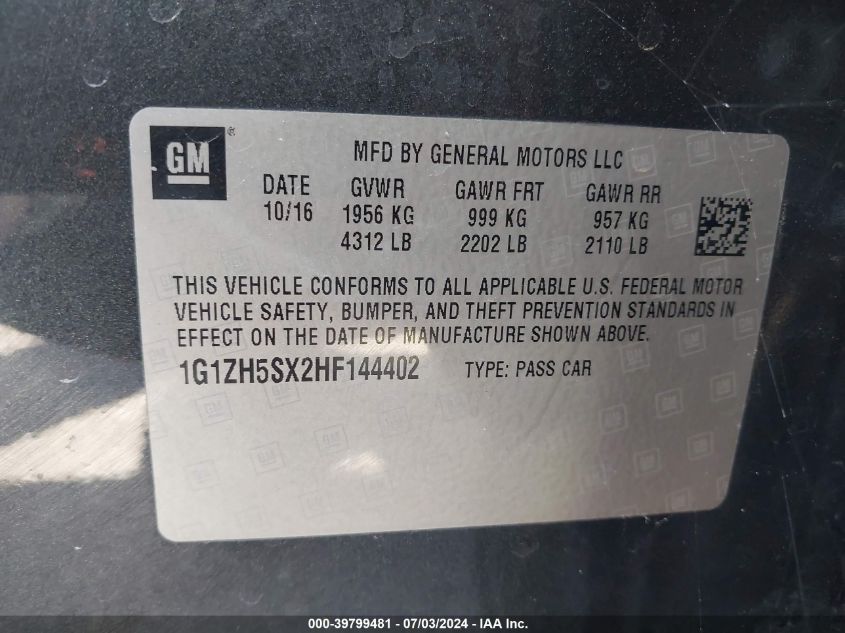 GM ®
MFD BY GENERAL MOTORS LLC
DATE GVWR GAWR FRT GAWR RR
10/16 1956 KG 999 KG 957 KG
4312 LB 2202 LB 2110 LB
THIS VEHICLE CONFORMS TO ALL APPLICABLE U.S. FEDERAL MOTOR
VEHICLE SAFETY, BUMPER, AND THEFT PREVENTION STANDARDS IN
EFFECT ON THE DATE OF MANUFACTURE SHOWN ABOVE.
1G1ZH5SX2HF144402 TYPE: PASS CAR
000-39799481 - 07/03/2024 - IAA Inc.